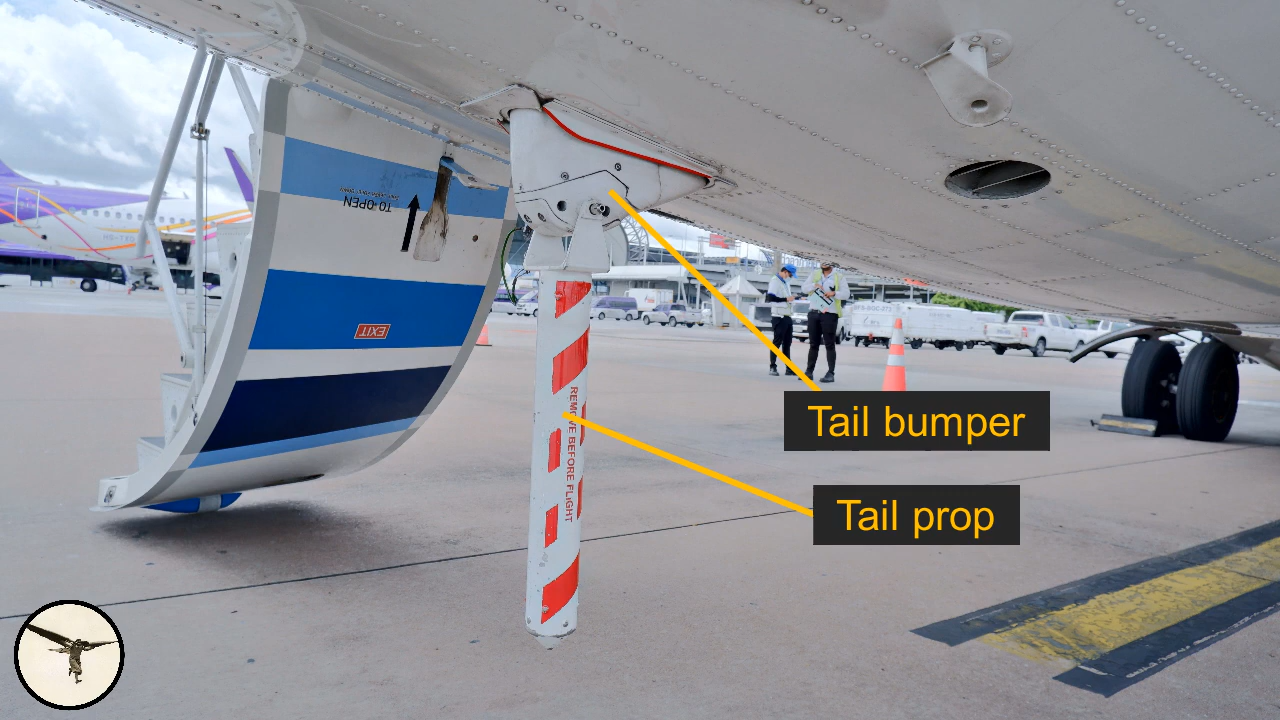 TO OPEN
EXIT
REMOVE BEFORE FLIGHT
Tail bumper
Tail prop